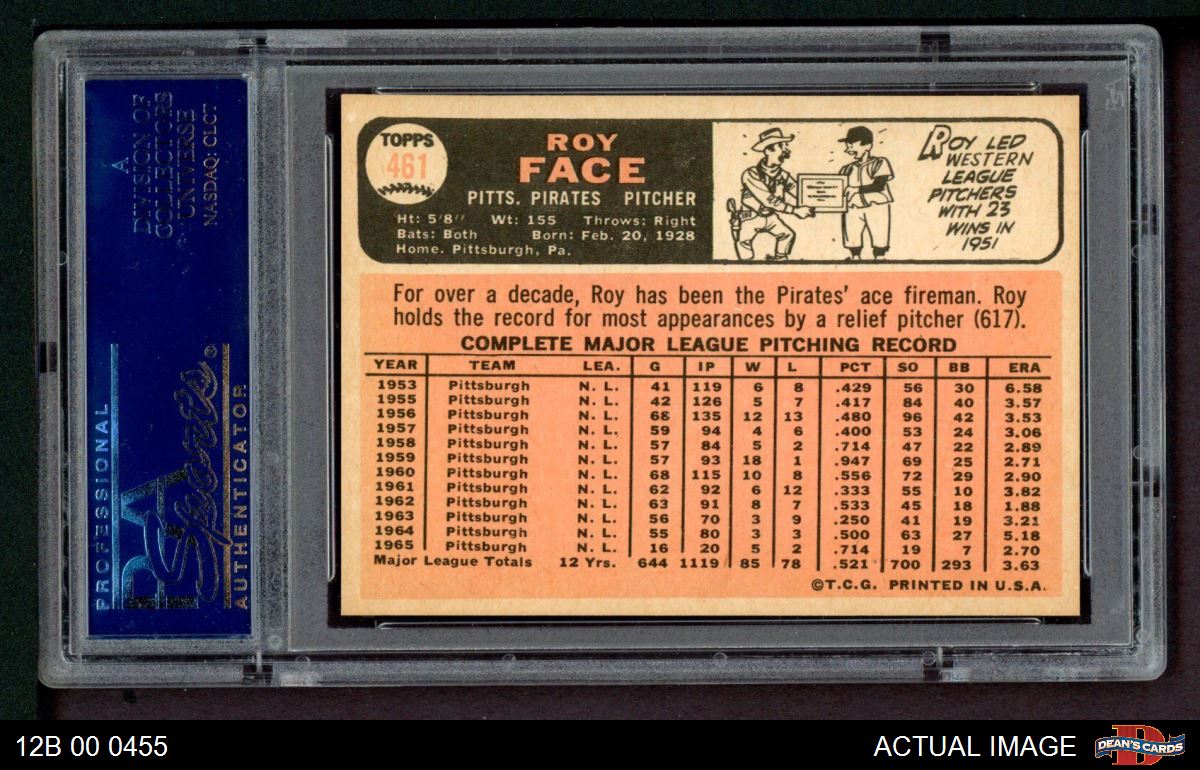 A
DIVISION OF
COLLECTORS
UNIVERSE
NASDAQ: CLCT
PROFESSIONAL
PSA
Sports®
AUTHENTICATOR
TOPPS
461
ROY
FACE
PITTS. PIRATES PITCHER
Ht: 5'8" Wt: 155 Throws: Right
Bats: Both Born: Feb. 20, 1928
Home. Pittsburgh, Pa.
ROY LED
WESTERN
LEAGUE
PITCHERS
WITH 23
WINS IN
1951
For over a decade, Roy has been the Pirates' ace fireman. Roy
holds the record for most appearances by a relief pitcher (617).
COMPLETE MAJOR LEAGUE PITCHING RECORD
YEAR TEAM LEA. G IP W L PCT SO BB ERA
1953 Pittsburgh N. L. 41 119 6 8 .429 56 30 6.58
1955 Pittsburgh N. L. 42 126 5 7 .417 84 40 3.57
1956 Pittsburgh N. L. 68 135 12 13 .480 96 42 3.53
1957 Pittsburgh N. L. 59 94 4 6 .400 53 24 3.06
1958 Pittsburgh N. L. 57 84 5 2 .714 47 22 2.89
1959 Pittsburgh N. L. 57 93 18 1 .947 69 25 2.71
1960 Pittsburgh N. L. 68 115 10 8 .556 72 29 2.90
1961 Pittsburgh N. L. 62 92 6 12 .333 55 10 3.82
1962 Pittsburgh N. L. 63 91 8 7 .533 45 18 1.88
1963 Pittsburgh N. L. 56 70 3 9 .250 41 19 3.21
1964 Pittsburgh N. L. 55 80 3 3 .500 63 27 5.18
1965 Pittsburgh N. L. 16 20 5 2 .714 19 7 2.70
Major League Totals 12 Yrs. 644 1119 85 78 .521 700 293 3.63
©T.C.G. PRINTED IN U.S.A.
12B 00 0455
ACTUAL IMAGE
DEAN'S CARDS